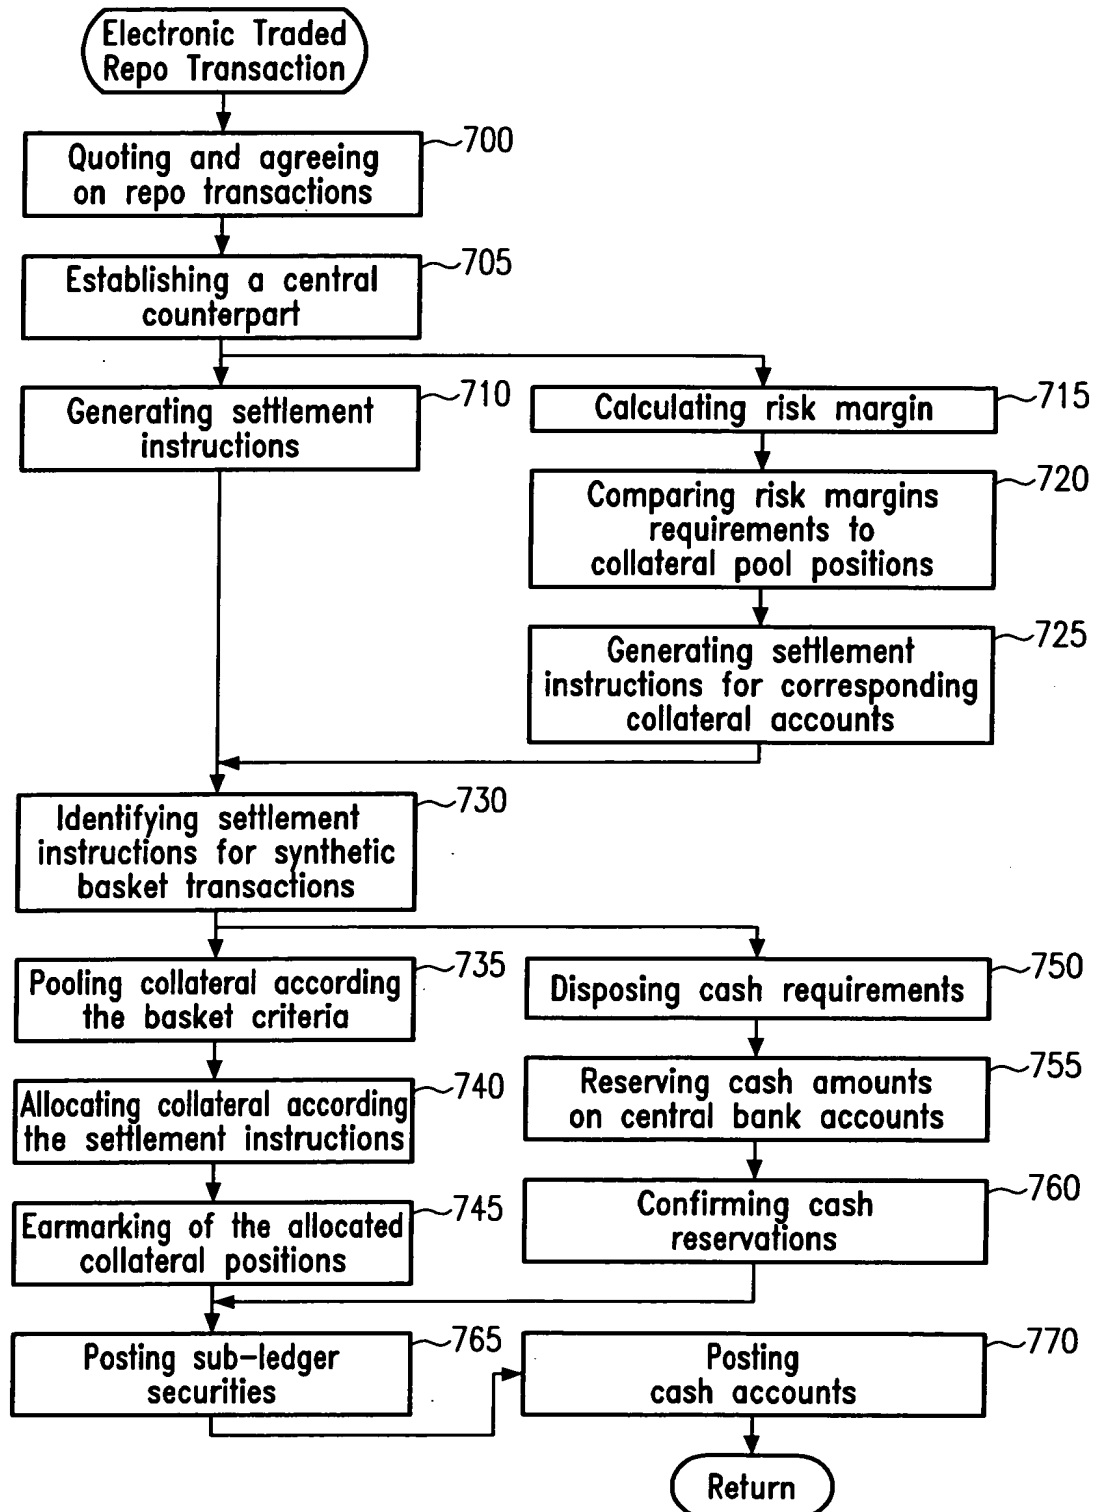 Electronic Traded
Repo Transaction
700
Quoting and agreeing
on repo transactions
705
Establishing a central
counterpart
710
Generating settlement
instructions
715
Calculating risk margin
720
Comparing risk margins
requirements to
collateral pool positions
725
Generating settlement
instructions for corresponding
collateral accounts
730
Identifying settlement
instructions for synthetic
basket transactions
735
Pooling collateral according
the basket criteria
740
Allocating collateral according
the settlement instructions
745
Earmarking of the allocated
collateral positions
750
Disposing cash requirements
755
Reserving cash amounts
on central bank accounts
760
Confirming cash
reservations
765
Posting sub-ledger
securities
770
Posting
cash accounts
Return